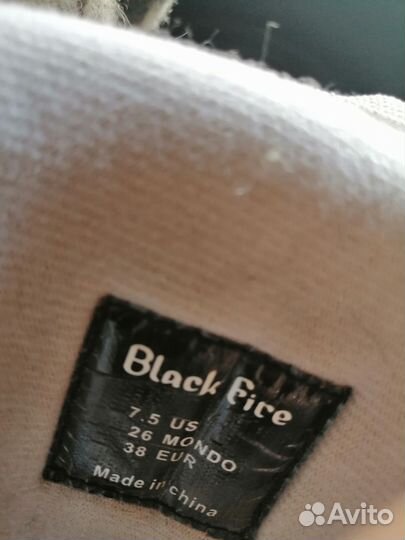 Black Fire
7.5 US
26 MONDO
38 EUR
Made in china
Avito